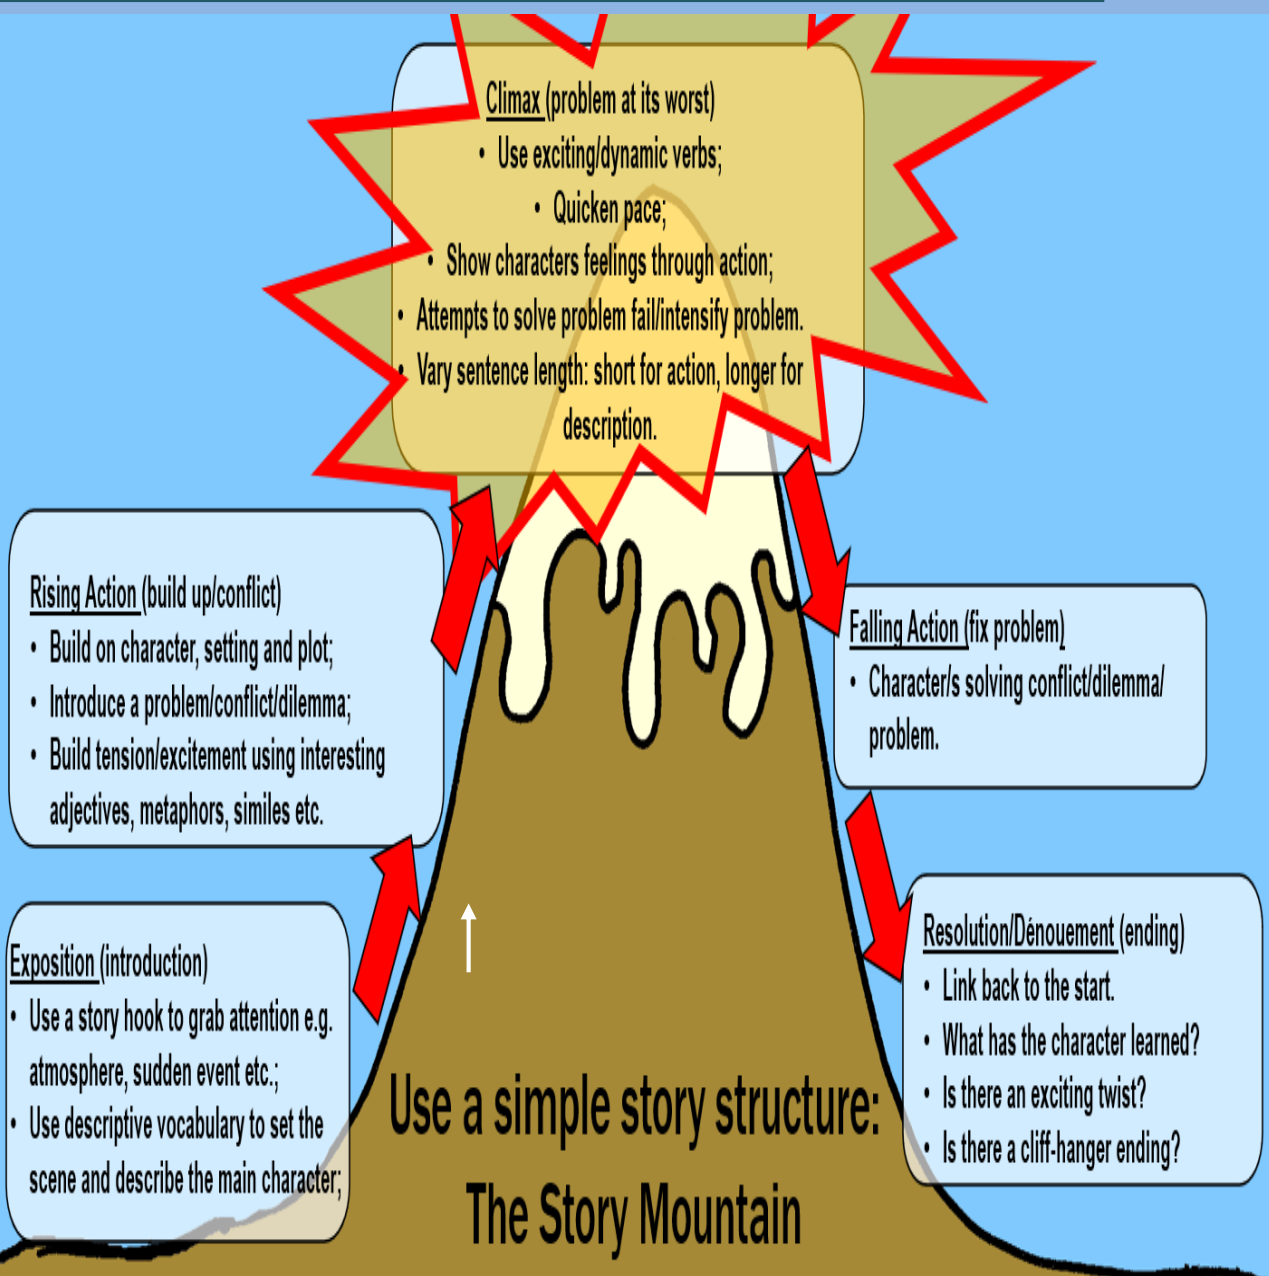 Climax (problem at its worst)
• Use exciting/dynamic verbs;
• Quicken pace;
• Show characters feelings through action;
• Attempts to solve problem fail/intensify problem.
• Vary sentence length: short for action, longer for
description.
Rising Action (build up/conflict)
• Build on character, setting and plot;
• Introduce a problem/conflict/dilemma;
• Build tension/excitement using interesting
adjectives, metaphors, similes etc.
Falling Action (fix problem)
• Character/s solving conflict/dilemma/
problem.
Exposition (introduction)
• Use a story hook to grab attention e.g.
atmosphere, sudden event etc.;
• Use descriptive vocabulary to set the
scene and describe the main character;
Resolution/Dénouement (ending)
• Link back to the start.
• What has the character learned?
• Is there an exciting twist?
• Is there a cliff-hanger ending?
Use a simple story structure:
The Story Mountain